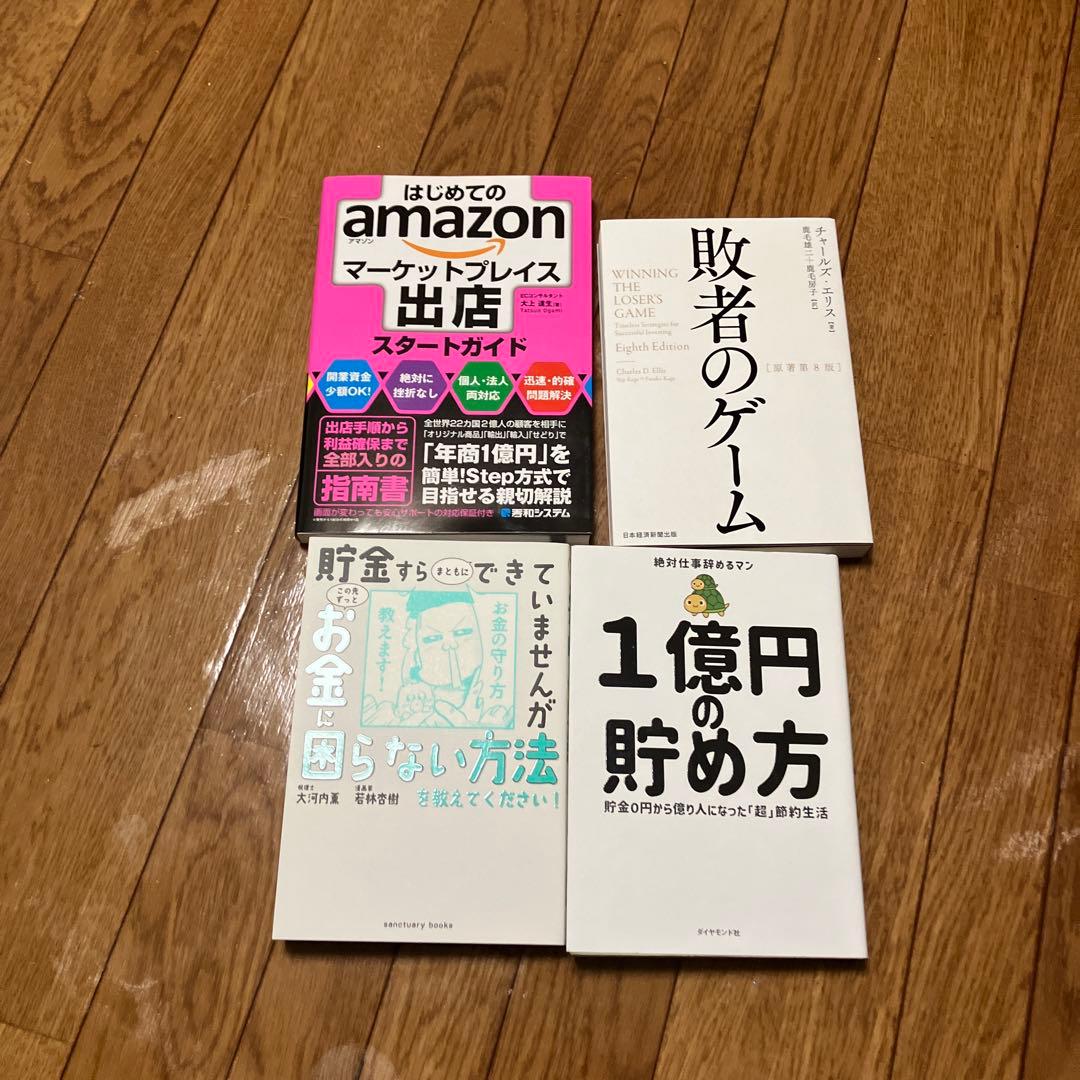 はじめての
amazon
アマゾン
マーケットプレイス
ECコンサルタント
大上 達生[著]
Tatsuo Ogami
出店
スタートガイド
開業資金
少額OK!
絶対に
挫折なし
個人・法人
両対応
迅速・的確
問題解決
出店手順から
利益確保まで
全部入りの
指南書
全世界22カ国2億人の顧客を相手に
「オリジナル商品」「輸出」「輸入」「せどり」で
「年商1億円」を
簡単!Step方式で
目指せる親切解説
画面が変わっても安心サポートの対応保証付き
秀和システム
敗者のゲーム
チャールズ・エリス[著]
鹿毛雄二+鹿毛房子[訳]
WINNING
THE
LOSER'S
GAME
Timeless Strategies for
Successful Investing
Eighth Edition
Charles D. Ellis
[原著第8版]
日本経済新聞出版
貯金すらまともにできていませんが
この先
ずっと
お金に
困らない方法
を教えてください!
お金の守り方
教えます!
税理士
大河内薫
漫画家
若林杏樹
sanctuary books
絶対仕事辞めるマン
1億円
の
貯め方
貯金0円から億り人になった「超」節約生活
ダイヤモンド社